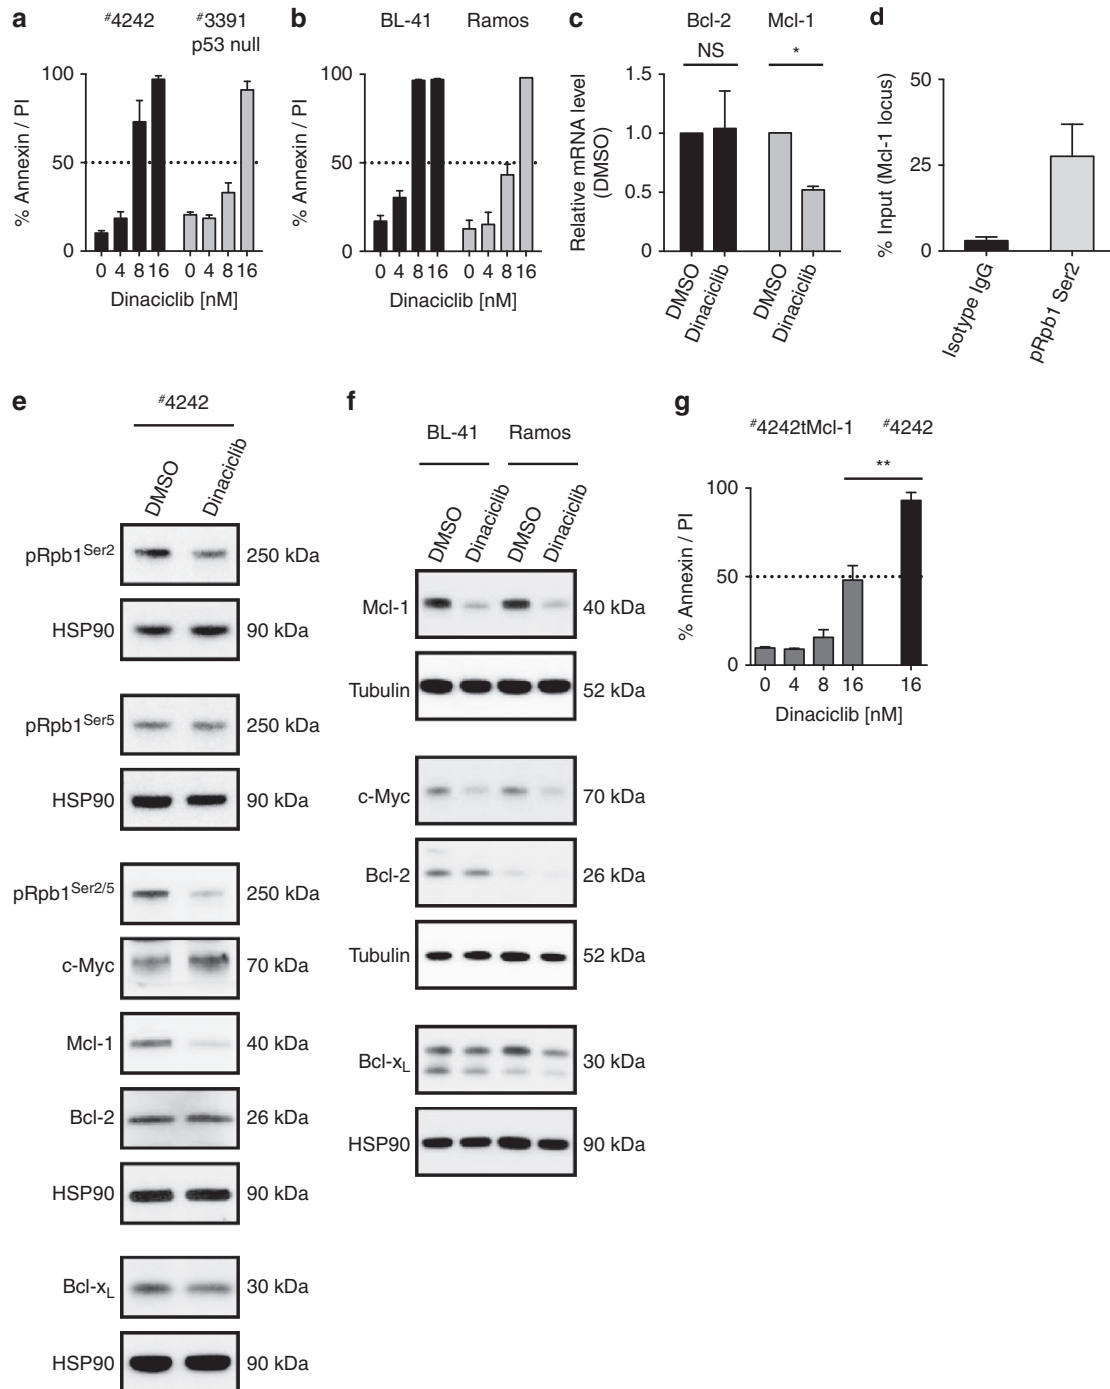 a
#4242
#3391
p53 null
% Annexin / PI
100
50
0
0 4 8 16 0 4 8 16
Dinaciclib [nM]
b
BL-41
Ramos
% Annexin / PI
100
50
0
0 4 8 16 0 4 8 16
Dinaciclib [nM]
c
Bcl-2
Mcl-1
NS
*
Relative mRNA level
(DMSO)
1.5
1.0
0.5
0
DMSO
Dinaciclib
DMSO
Dinaciclib
d
% Input (Mcl-1 locus)
50
25
0
Isotype IgG
pRpb1 Ser2
e
#4242
DMSO
Dinaciclib
pRpb1Ser2 250 kDa
HSP90 90 kDa
pRpb1Ser5 250 kDa
HSP90 90 kDa
pRpb1Ser2/5 250 kDa
c-Myc 70 kDa
Mcl-1 40 kDa
Bcl-2 26 kDa
HSP90 90 kDa
Bcl-xL 30 kDa
HSP90 90 kDa
f
BL-41
Ramos
DMSO
Dinaciclib
DMSO
Dinaciclib
Mcl-1 40 kDa
Tubulin 52 kDa
c-Myc 70 kDa
Bcl-2 26 kDa
Tubulin 52 kDa
Bcl-xL 30 kDa
HSP90 90 kDa
g
#4242tMcl-1
#4242
**
% Annexin / PI
100
50
0
0 4 8 16 16
Dinaciclib [nM]